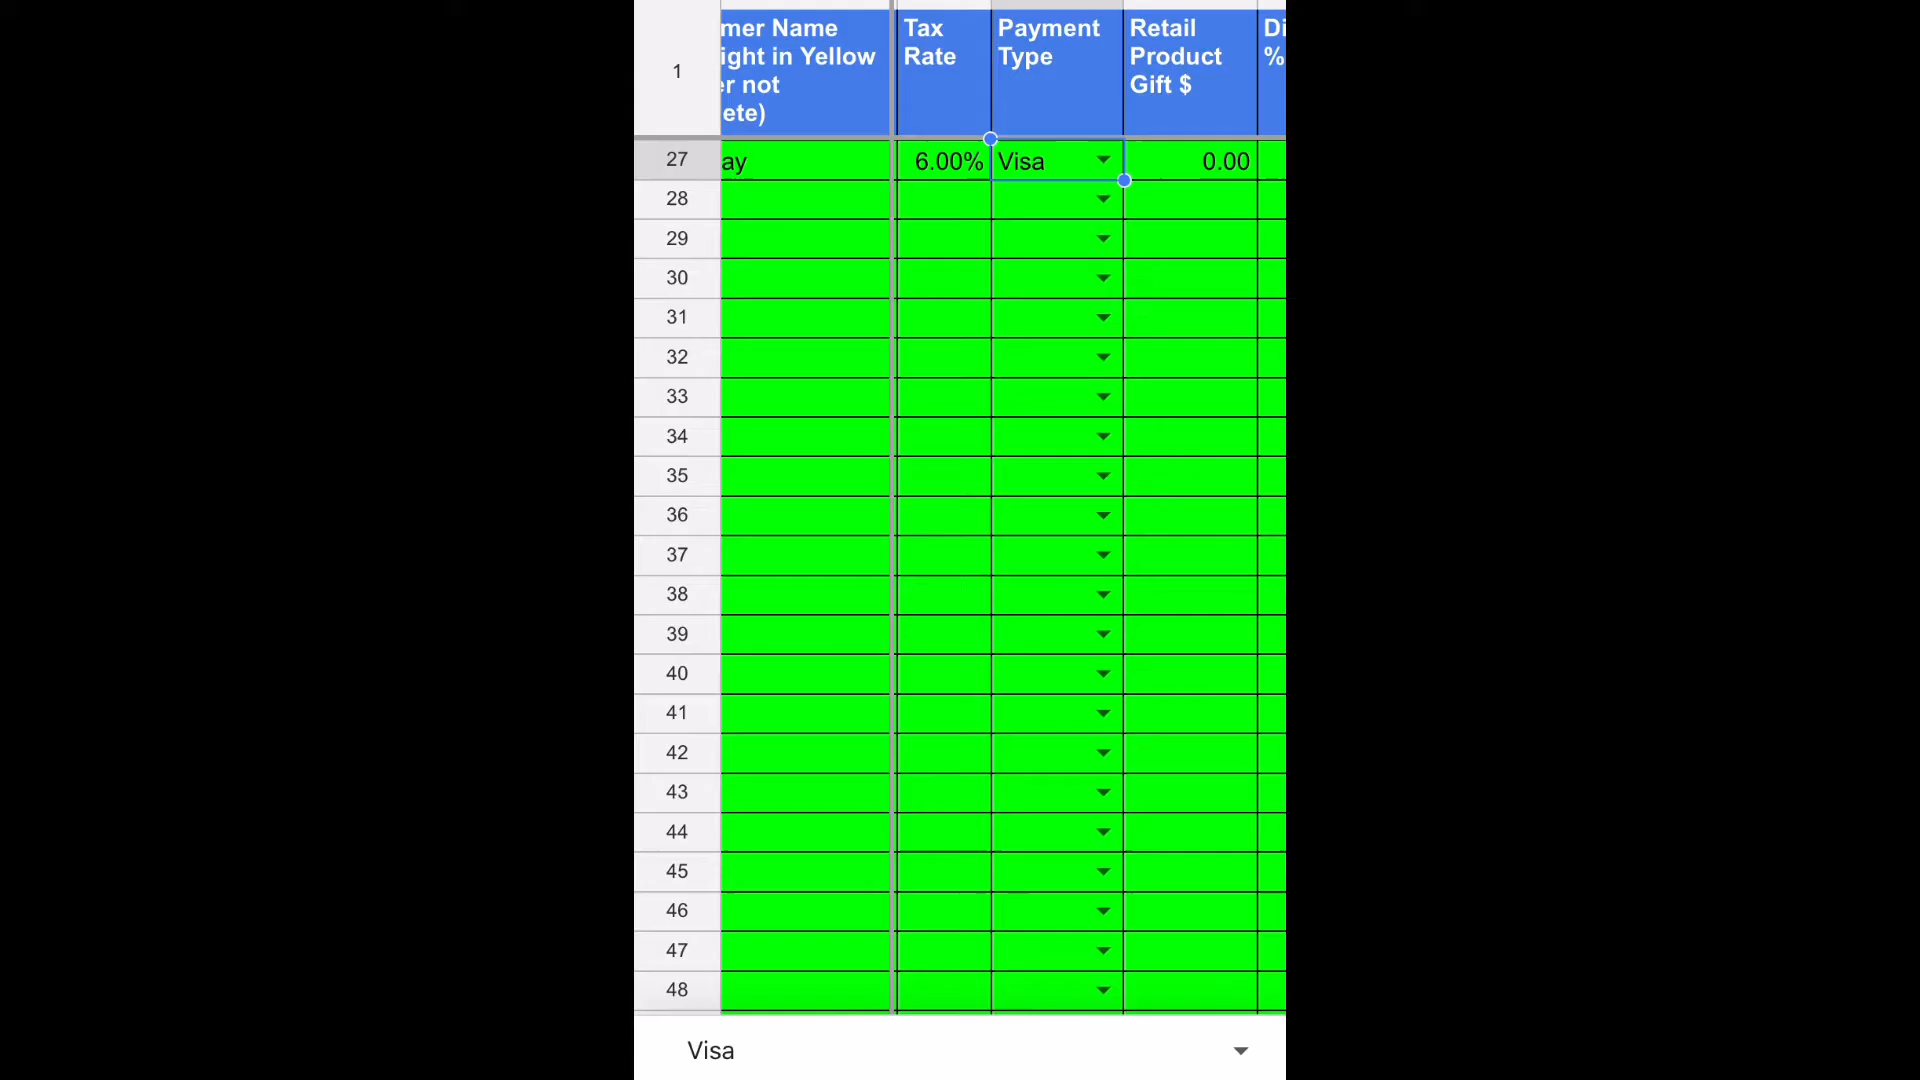 1
mer Name
ight in Yellow
er not
ete)
Tax
Rate
Payment
Type
Retail
Product
Gift $
Di
%
27 ay 6.00% Visa 0.00
28
29
30
31
32
33
34
35
36
37
38
39
40
41
42
43
44
45
46
47
48
Visa